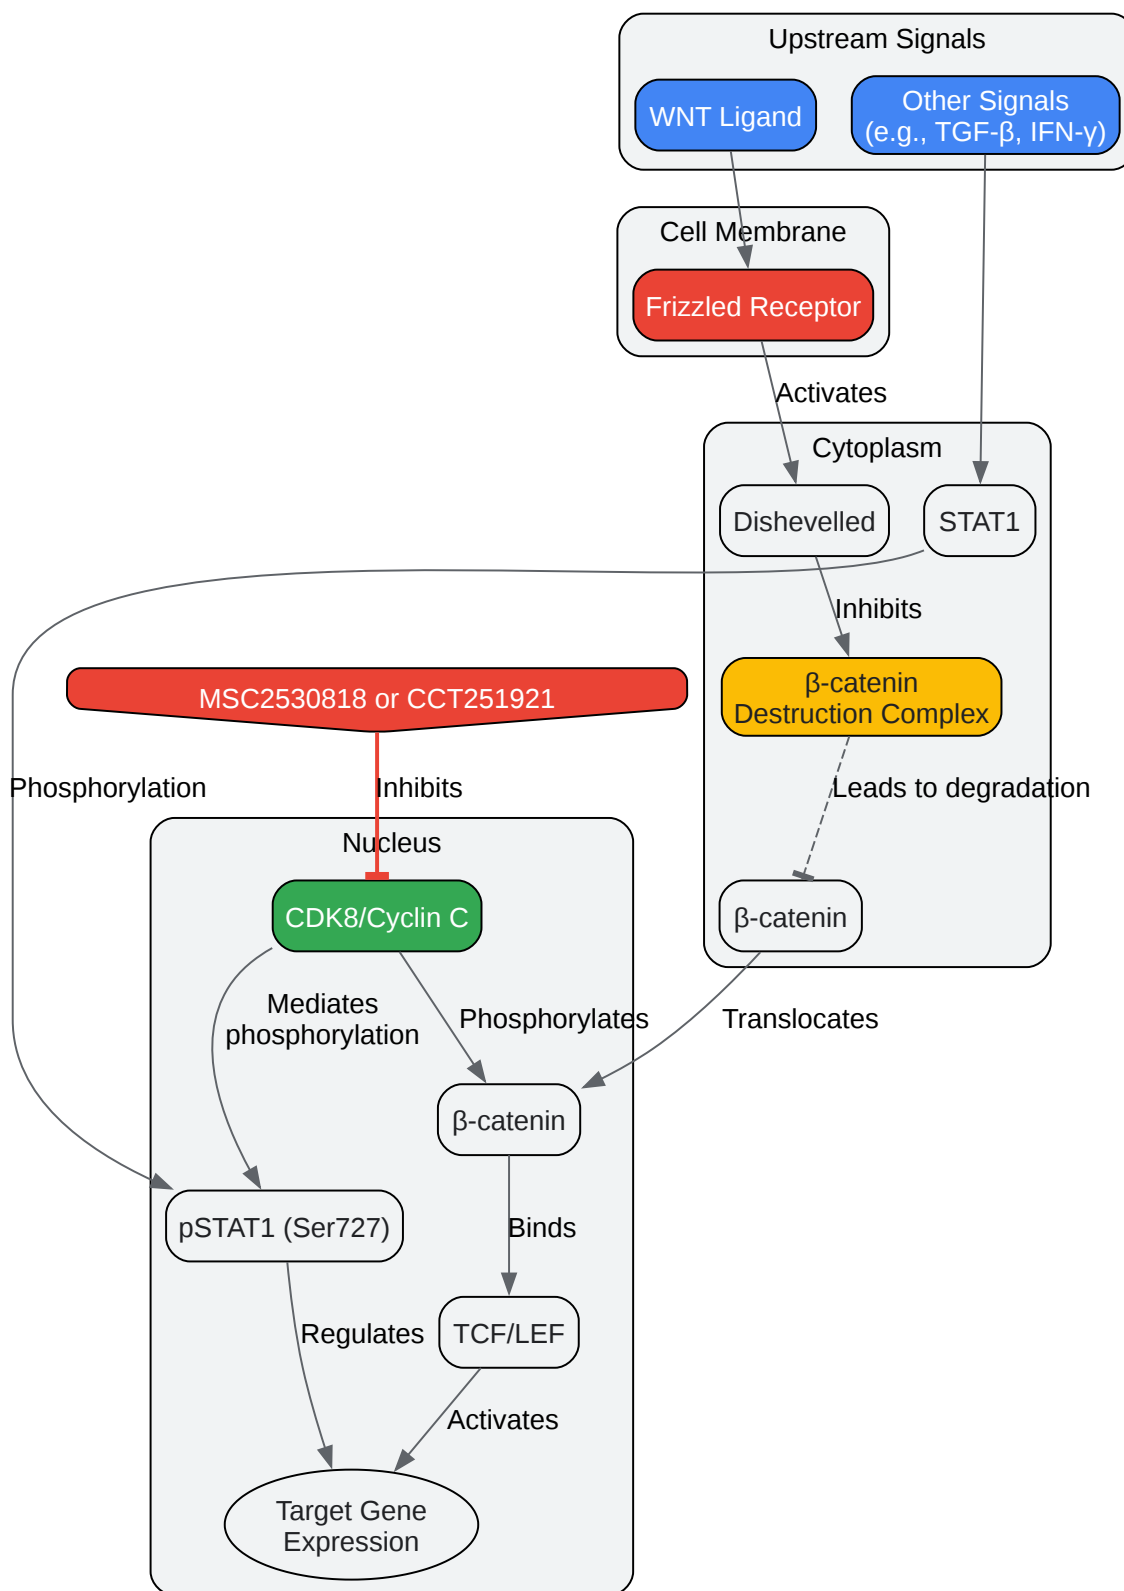 Upstream Signals
WNT Ligand
Other Signals
(e.g., TGF-β, IFN-γ)
Cell Membrane
Frizzled Receptor
Activates
Cytoplasm
Dishevelled
STAT1
Inhibits
MSC2530818 or CCT251921
β-catenin
Destruction Complex
Phosphorylation
Inhibits
Leads to degradation
Nucleus
CDK8/Cyclin C
β-catenin
Mediates
phosphorylation
Phosphorylates
Translocates
β-catenin
pSTAT1 (Ser727)
Binds
Regulates
TCF/LEF
Activates
Target Gene
Expression